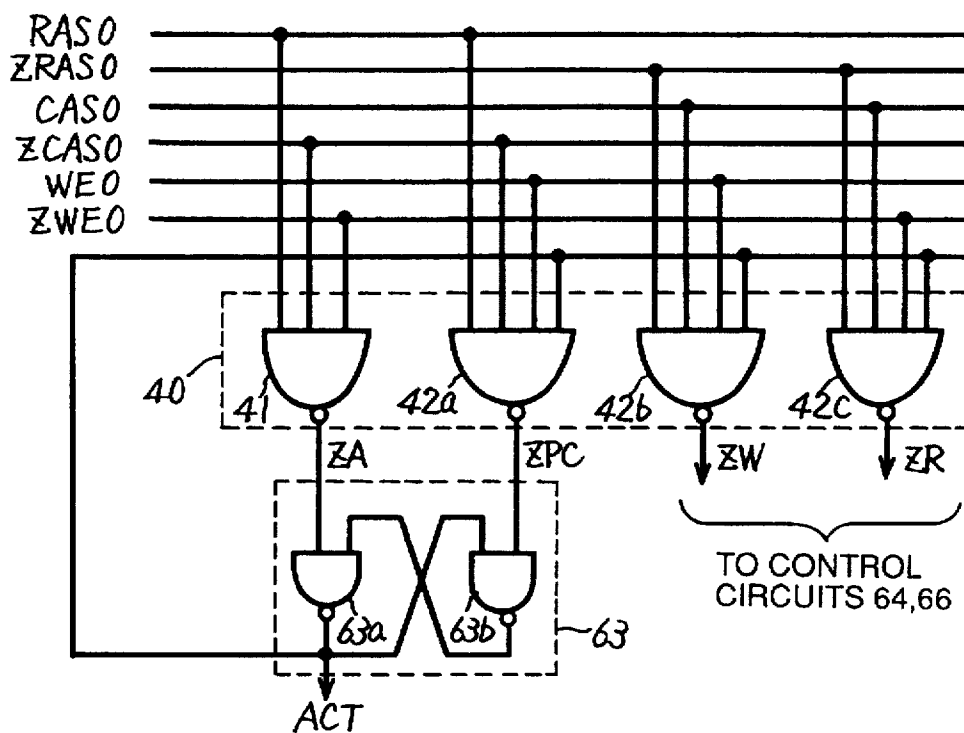 RAS0
ZRAS0
CAS0
ZCAS0
WE0
ZWE0
40
41
42a
42b
42c
ZA
ZPC
ZW
ZR
63a
63b
63
TO CONTROL
CIRCUITS 64,66
ACT